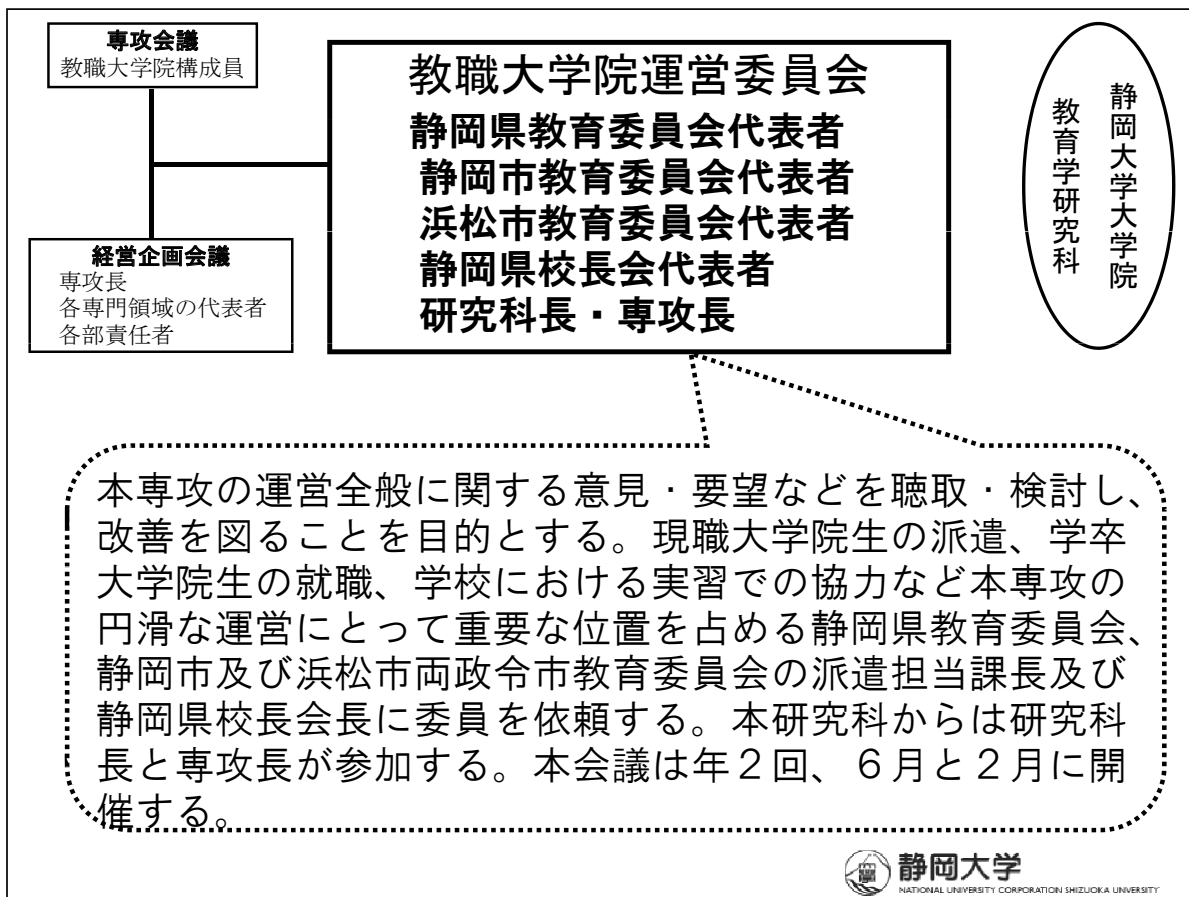 専攻会議
教職大学院構成員
教職大学院運営委員会
静岡県教育委員会代表者
静岡市教育委員会代表者
浜松市教育委員会代表者
静岡県校長会代表者
研究科長・専攻長
静岡大学大学院
教育学研究科
経営企画会議
専攻長
各専門領域の代表者
各部責任者
本専攻の運営全般に関する意見・要望などを聴取・検討し、
改善を図ることを目的とする。現職大学院生の派遣、学卒
大学院生の就職、学校における実習での協力など本専攻の
円滑な運営にとって重要な位置を占める静岡県教育委員会、
静岡市及び浜松市両政令市教育委員会の派遣担当課長及び
静岡県校長会長に委員を依頼する。本研究科からは研究科
長と専攻長が参加する。本会議は年２回、６月と２月に開
催する。
静岡大学
NATIONAL UNIVERSITY CORPORATION SHIZUOKA UNIVERSITY